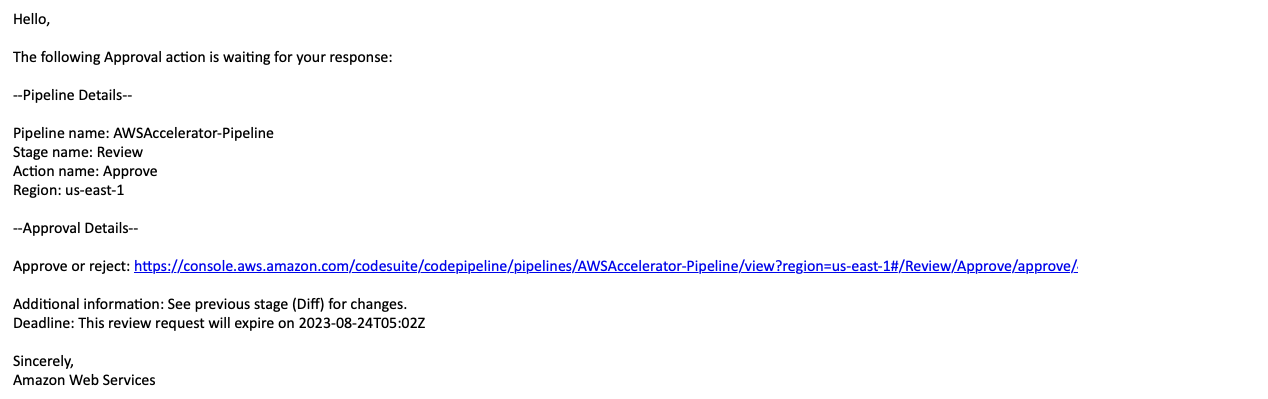 Hello,
The following Approval action is waiting for your response:
--Pipeline Details--
Pipeline name: AWSAccelerator-Pipeline
Stage name: Review
Action name: Approve
Region: us-east-1
--Approval Details--
Approve or reject: https://console.aws.amazon.com/codesuite/codepipeline/pipelines/AWSAccelerator-Pipeline/view?region=us-east-1#/Review/Approve/approve/
Additional information: See previous stage (Diff) for changes.
Deadline: This review request will expire on 2023-08-24T05:02Z
Sincerely,
Amazon Web Services